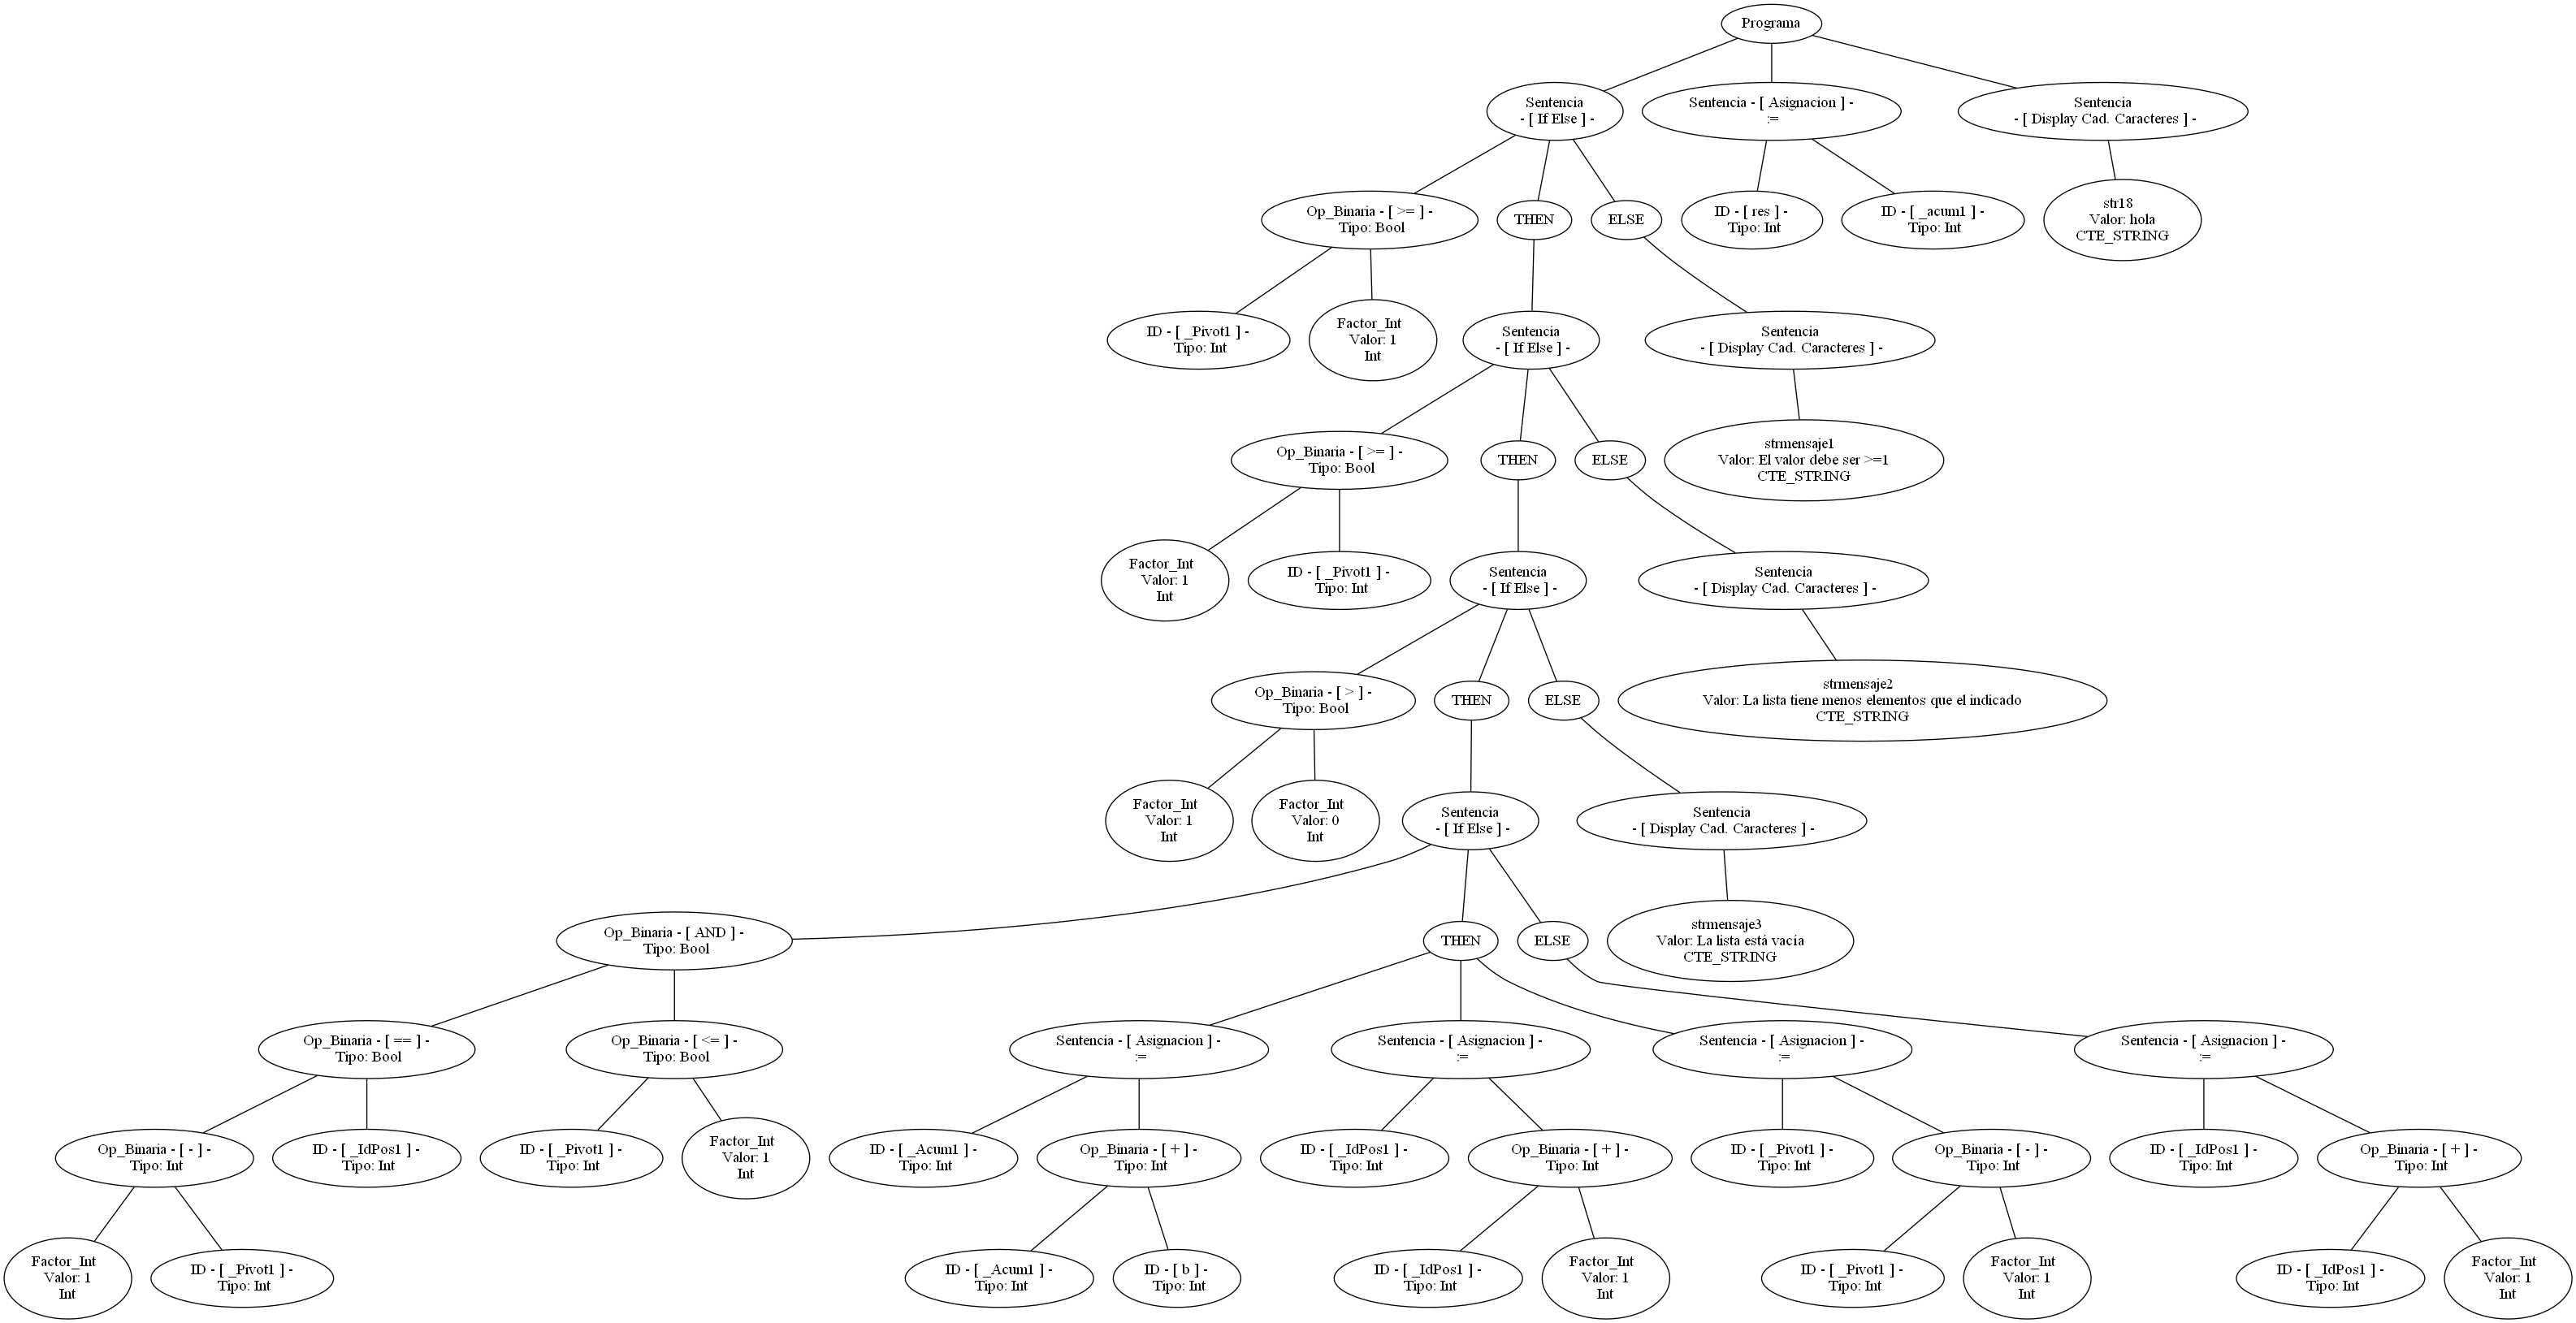 Programa
Sentencia
- [ If Else ] -
Sentencia - [ Asignacion ] -
:=
Sentencia
- [ Display Cad. Caracteres ] -
Op_Binaria - [ >= ] -
Tipo: Bool
THEN
ELSE
ID - [ res ] -
Tipo: Int
ID - [ _acum1 ] -
Tipo: Int
str18
Valor: hola
CTE_STRING
ID - [ _Pivot1 ] -
Tipo: Int
Factor_Int
Valor: 1
Int
Sentencia
- [ If Else ] -
Sentencia
- [ Display Cad. Caracteres ] -
Op_Binaria - [ >= ] -
Tipo: Bool
THEN
ELSE
strmensaje1
Valor: El valor debe ser >=1
CTE_STRING
Factor_Int
Valor: 1
Int
ID - [ _Pivot1 ] -
Tipo: Int
Sentencia
- [ If Else ] -
Sentencia
- [ Display Cad. Caracteres ] -
Op_Binaria - [ > ] -
Tipo: Bool
THEN
ELSE
strmensaje2
Valor: La lista tiene menos elementos que el indicado
CTE_STRING
Factor_Int
Valor: 1
Int
Factor_Int
Valor: 0
Int
Sentencia
- [ If Else ] -
Sentencia
- [ Display Cad. Caracteres ] -
Op_Binaria - [ AND ] -
Tipo: Bool
THEN
ELSE
strmensaje3
Valor: La lista está vacía
CTE_STRING
Op_Binaria - [ == ] -
Tipo: Bool
Op_Binaria - [ <= ] -
Tipo: Bool
Sentencia - [ Asignacion ] -
:=
Sentencia - [ Asignacion ] -
:=
Sentencia - [ Asignacion ] -
:=
Sentencia - [ Asignacion ] -
:=
Op_Binaria - [ - ] -
Tipo: Int
ID - [ _IdPos1 ] -
Tipo: Int
ID - [ _Pivot1 ] -
Tipo: Int
Factor_Int
Valor: 1
Int
ID - [ _Acum1 ] -
Tipo: Int
Op_Binaria - [ + ] -
Tipo: Int
ID - [ _IdPos1 ] -
Tipo: Int
Op_Binaria - [ + ] -
Tipo: Int
ID - [ _Pivot1 ] -
Tipo: Int
Op_Binaria - [ - ] -
Tipo: Int
ID - [ _IdPos1 ] -
Tipo: Int
Op_Binaria - [ + ] -
Tipo: Int
Factor_Int
Valor: 1
Int
ID - [ _Pivot1 ] -
Tipo: Int
ID - [ _Acum1 ] -
Tipo: Int
ID - [ b ] -
Tipo: Int
ID - [ _IdPos1 ] -
Tipo: Int
Factor_Int
Valor: 1
Int
ID - [ _Pivot1 ] -
Tipo: Int
Factor_Int
Valor: 1
Int
ID - [ _IdPos1 ] -
Tipo: Int
Factor_Int
Valor: 1
Int